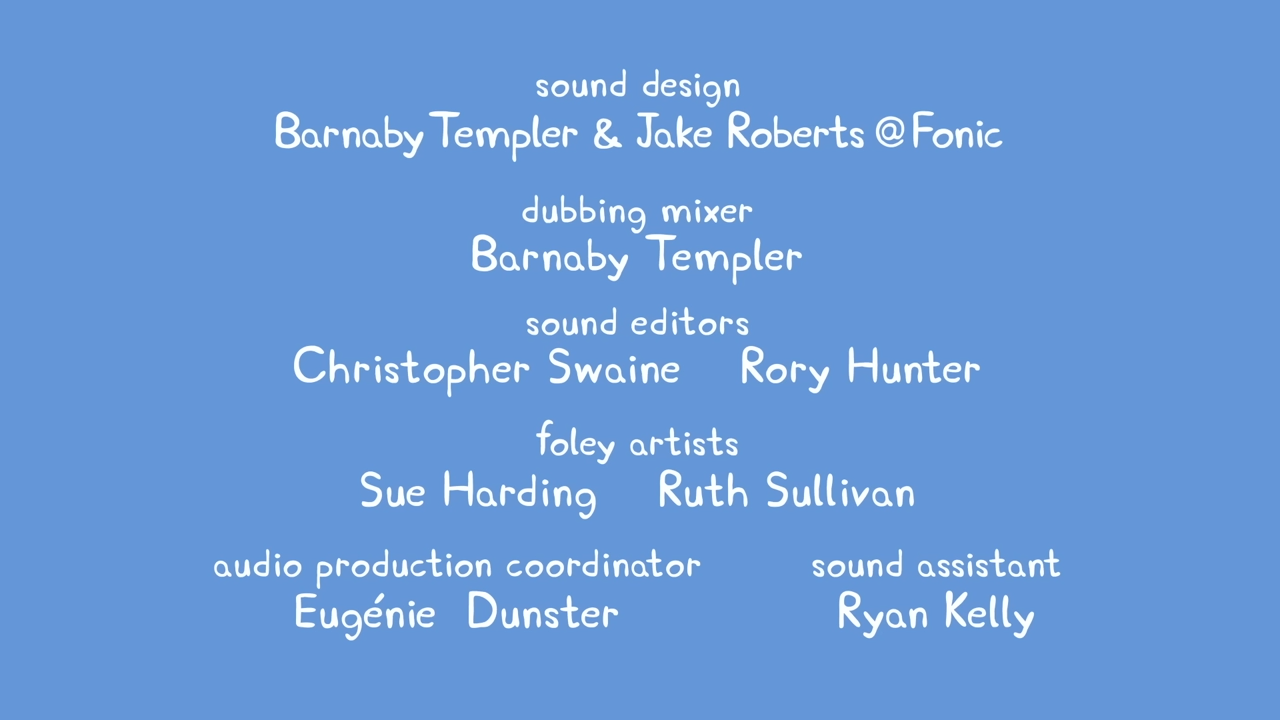 sound design
Barnaby Templer & Jake Roberts @ Fonic
dubbing mixer
Barnaby Templer
sound editors
Christopher Swaine Rory Hunter
foley artists
Sue Harding Ruth Sullivan
audio production coordinator sound assistant
Eugénie Dunster Ryan Kelly